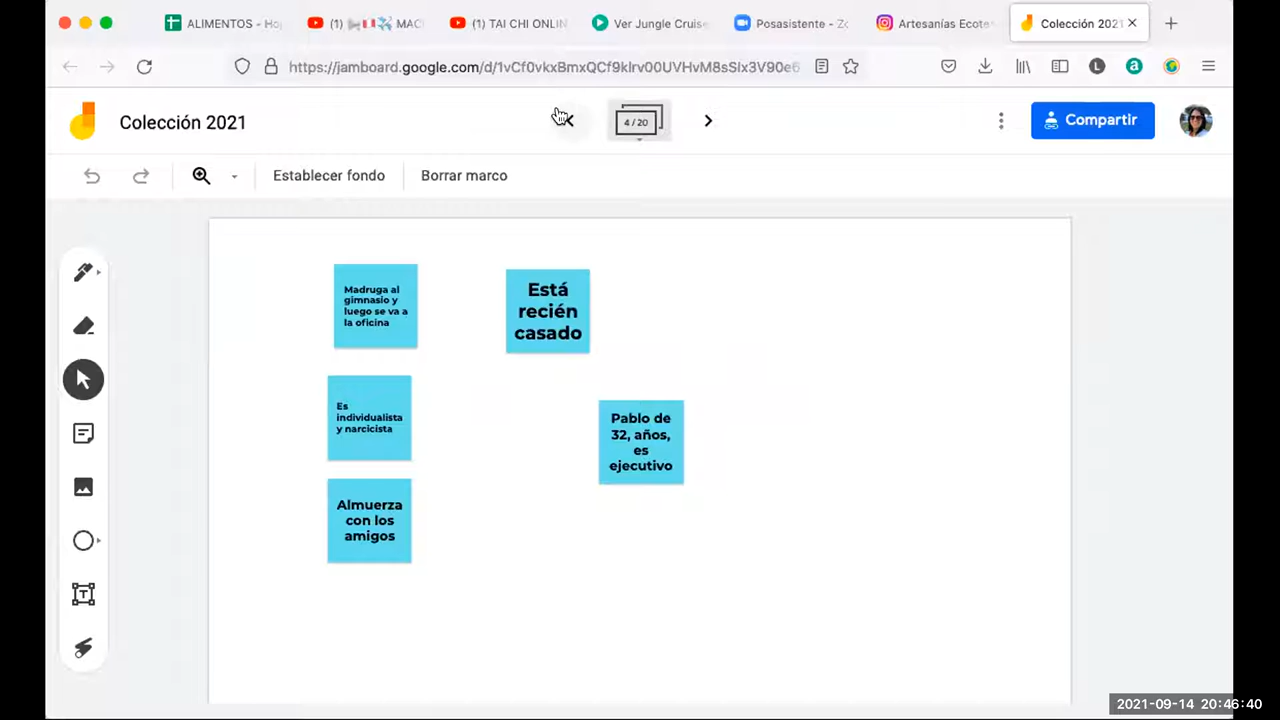 ALIMENTOS - Ho
(1)
MAC
(1) TAI CHI ONLIN
Ver Jungle Cruise
Posasistente - Zo
Artesanías Ecote
Colección 2021
https://jamboard.google.com/d/1vCf0vkxBmxQCf9klrv00UVHvM8sSlx3V90e6
L
a
Colección 2021
4 / 20
Compartir
Establecer fondo
Borrar marco
Madruga al
gimnasio y
luego se va a
la oficina
Está
recién
casado
Es
individualista
y narcicista
Pablo de
32, años,
es
ejecutivo
Almuerza
con los
amigos
2021-09-14 20:46:40